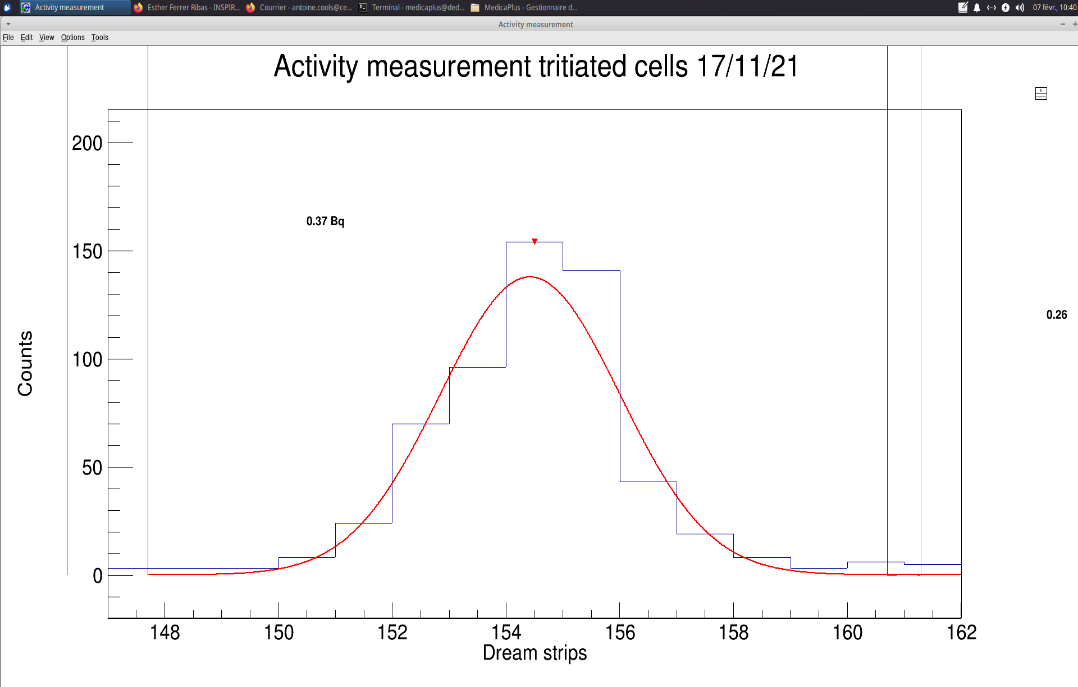 Activity measurement
Esther Ferrer Ribas - INSPIR...
Courrier - antoine.cools@ce...
Terminal - medicaplus@ded...
MedicaPlus - Gestionnaire d...
07 févr., 10:40
Activity measurement
File Edit View Options Tools
Activity measurement tritiated cells 17/11/21
200
0.37 Bq
150
0.26
100
Counts
50
0
148 150 152 154 156 158 160 162
Dream strips